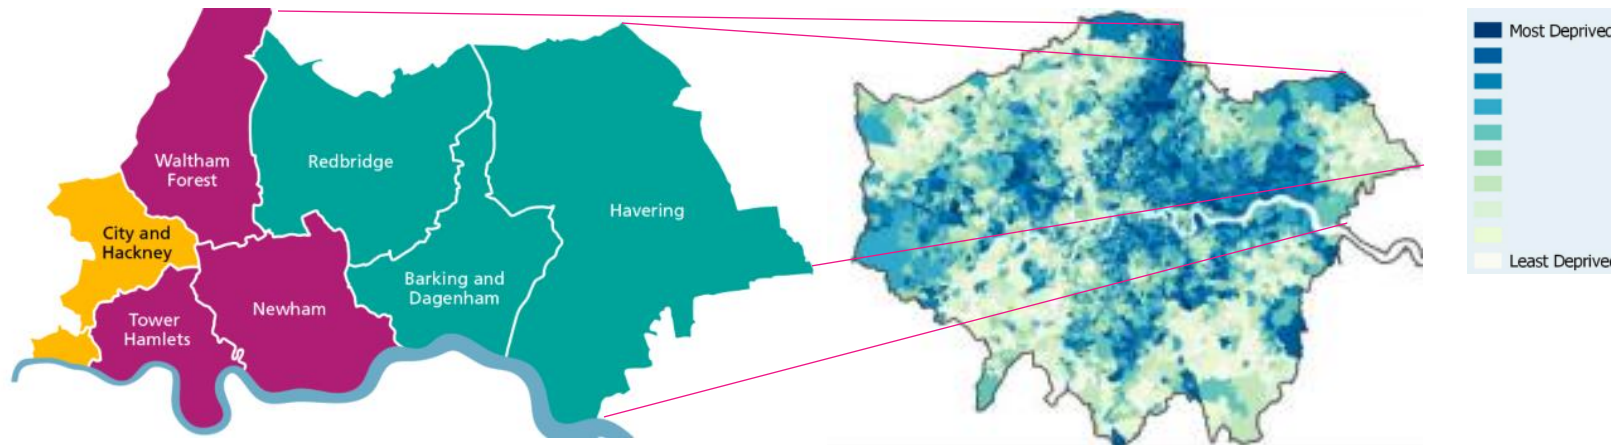 Waltham
Forest
Redbridge
Havering
City and
Hackney
Barking and
Dagenham
Newham
Tower
Hamlets
Most Deprived
Least Deprived